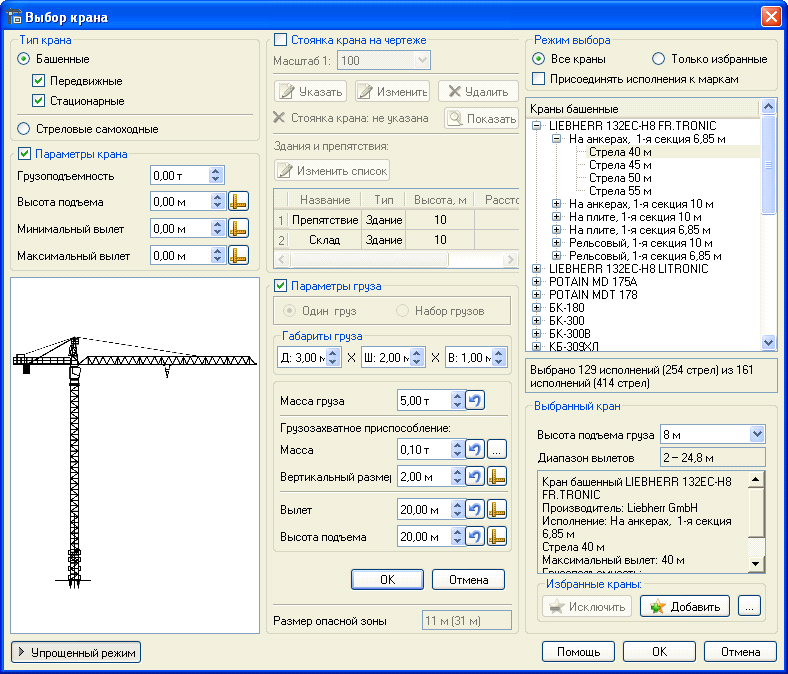 Выбор крана
Тип крана
Башенные
Передвижные
Стационарные
Стреловые самоходные
Параметры крана
Грузоподъемность 0,00 т
Высота подъема 0,00 м
Минимальный вылет 0,00 м
Максимальный вылет 0,00 м
Упрощенный режим
Стоянка крана на чертеже
Масштаб 1: 100
Указать Изменить Удалить
Стоянка крана: не указана Показать
Здания и препятствия:
Изменить список
Название Тип Высота, м Рассто
1 Препятствие Здание 10
2 Склад Здание 10
Параметры груза
Один груз Набор грузов
Габариты груза
Д: 3,00 м X Ш: 2,00 м X В: 1,00 м
Масса груза 5,00 т
Грузозахватное приспособление:
Масса 0,10 т ...
Вертикальный размер 2,00 м
Вылет 20,00 м
Высота подъема 20,00 м
OK Отмена
Размер опасной зоны 11 м (31 м)
Режим выбора
Все краны Только избранные
Присоединять исполнения к маркам
Краны башенные
LIEBHERR 132EC-H8 FR.TRONIC
На анкерах, 1-я секция 6,85 м
Стрела 40 м
Стрела 45 м
Стрела 50 м
Стрела 55 м
На анкерах, 1-я секция 10 м
На плите, 1-я секция 10 м
На плите, 1-я секция 6,85 м
Рельсовый, 1-я секция 10 м
Рельсовый, 1-я секция 6,85 м
LIEBHERR 132EC-H8 LITRONIC
POTAIN MD 175A
POTAIN MDT 178
БК-180
БК-300
БК-300В
КБ-309ХЛ
Выбрано 129 исполнений (254 стрел) из 161
исполнений (414 стрел)
Выбранный кран
Высота подъема груза 8 м
Диапазон вылетов 2 – 24,8 м
Кран башенный LIEBHERR 132EC-H8
FR.TRONIC
Производитель: Liebherr GmbH
Исполнение: На анкерах, 1-я секция
6,85 м
Стрела 40 м
Максимальный вылет: 40 м
Грузоподъемность:
Избранные краны:
Исключить Добавить ...
Помощь OK Отмена